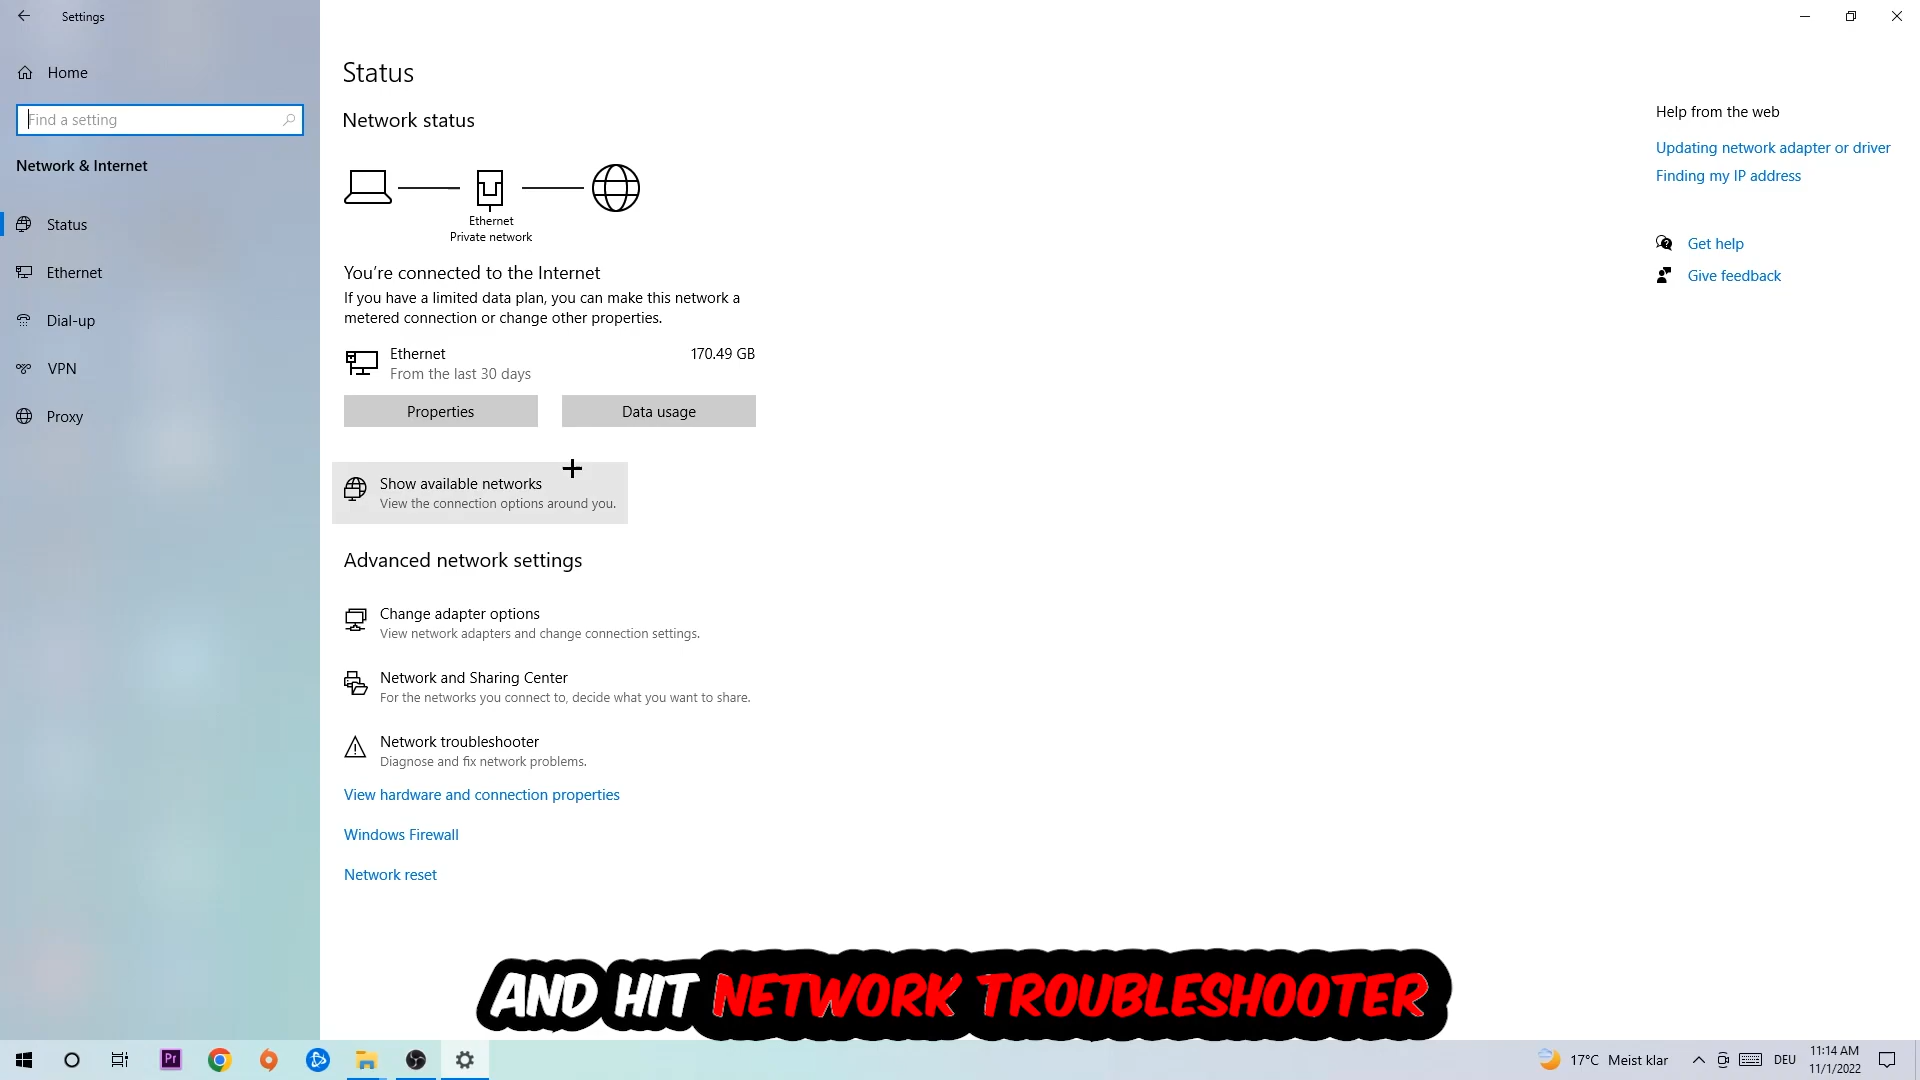 Settings
Home
Find a setting
Network & Internet
Status
Ethernet
Dial-up
VPN
Proxy
Status
Network status
Ethernet
Private network
You're connected to the Internet
If you have a limited data plan, you can make this network a
metered connection or change other properties.
Ethernet
170.49 GB
From the last 30 days
Properties
Data usage
Show available networks
View the connection options around you.
Advanced network settings
Change adapter options
View network adapters and change connection settings.
Network and Sharing Center
For the networks you connect to, decide what you want to share.
Network troubleshooter
Diagnose and fix network problems.
View hardware and connection properties
Windows Firewall
Network reset
Help from the web
Updating network adapter or driver
Finding my IP address
Get help
Give feedback
AND HIT NETWORK TROUBLESHOOTER
Pr
17°C Meist klar
DEU
11:14 AM
11/1/2022